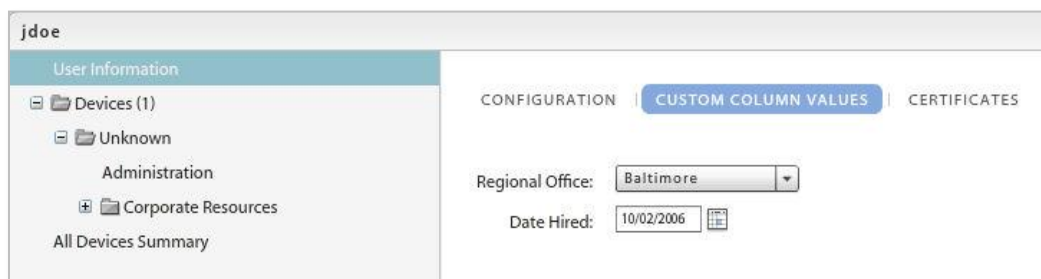 jdoe
User Information
Devices (1)
Unknown
Administration
Corporate Resources
All Devices Summary
CONFIGURATION | CUSTOM COLUMN VALUES | CERTIFICATES
Regional Office: Baltimore
Date Hired: 10/02/2006